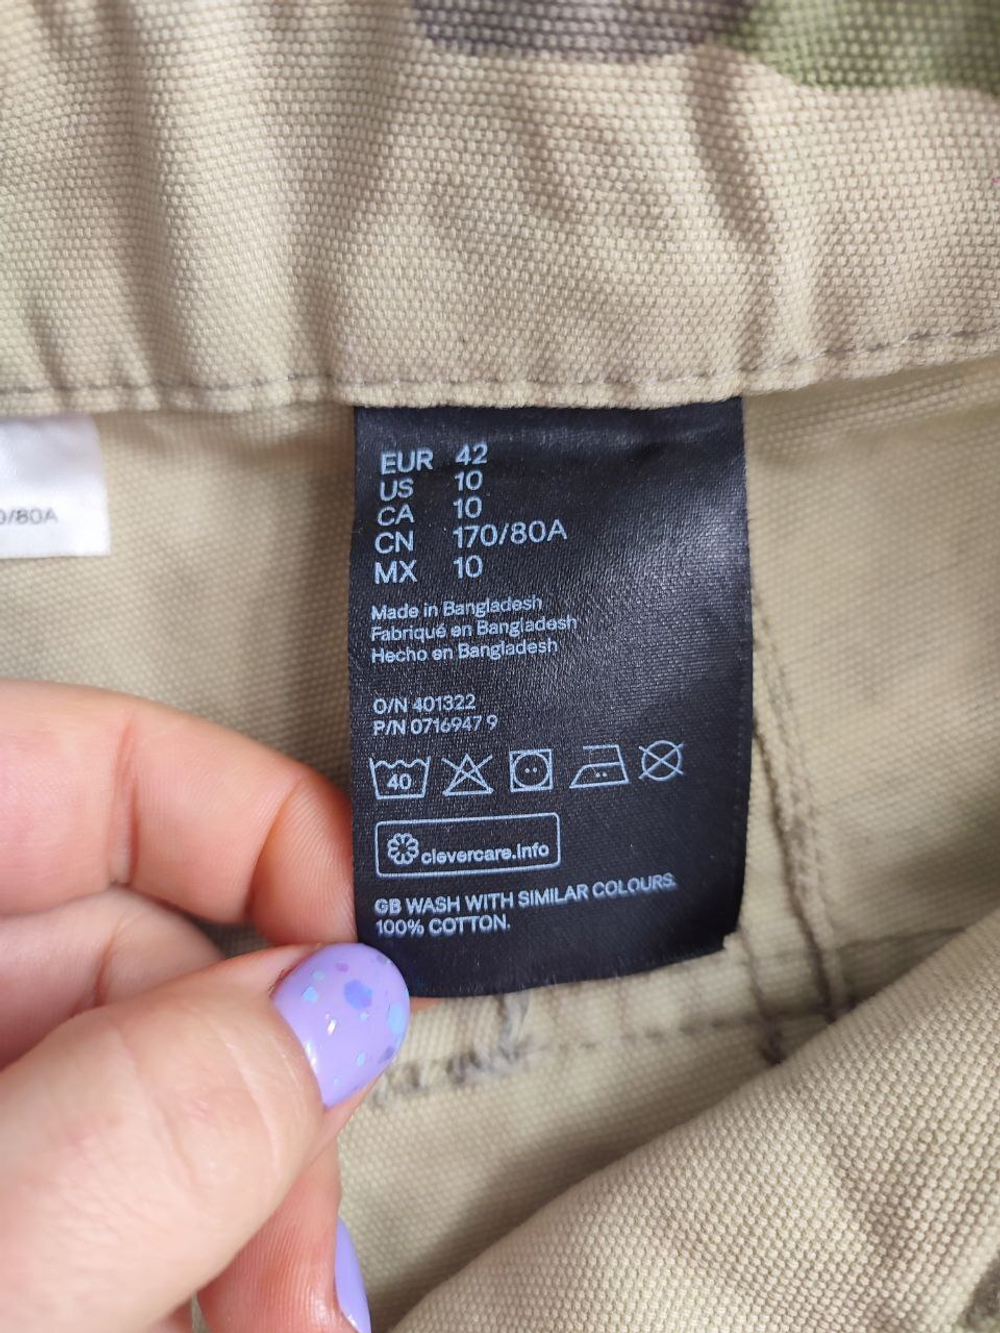 EUR 42
US 10
CA 10
CN 170/80A
MX 10
Made in Bangladesh
Fabriqué en Bangladesh
Hecho en Bangladesh
O/N 401322
P/N 0716947 9
40
clevercare.info
GB WASH WITH SIMILAR COLOURS.
100% COTTON.
/80A